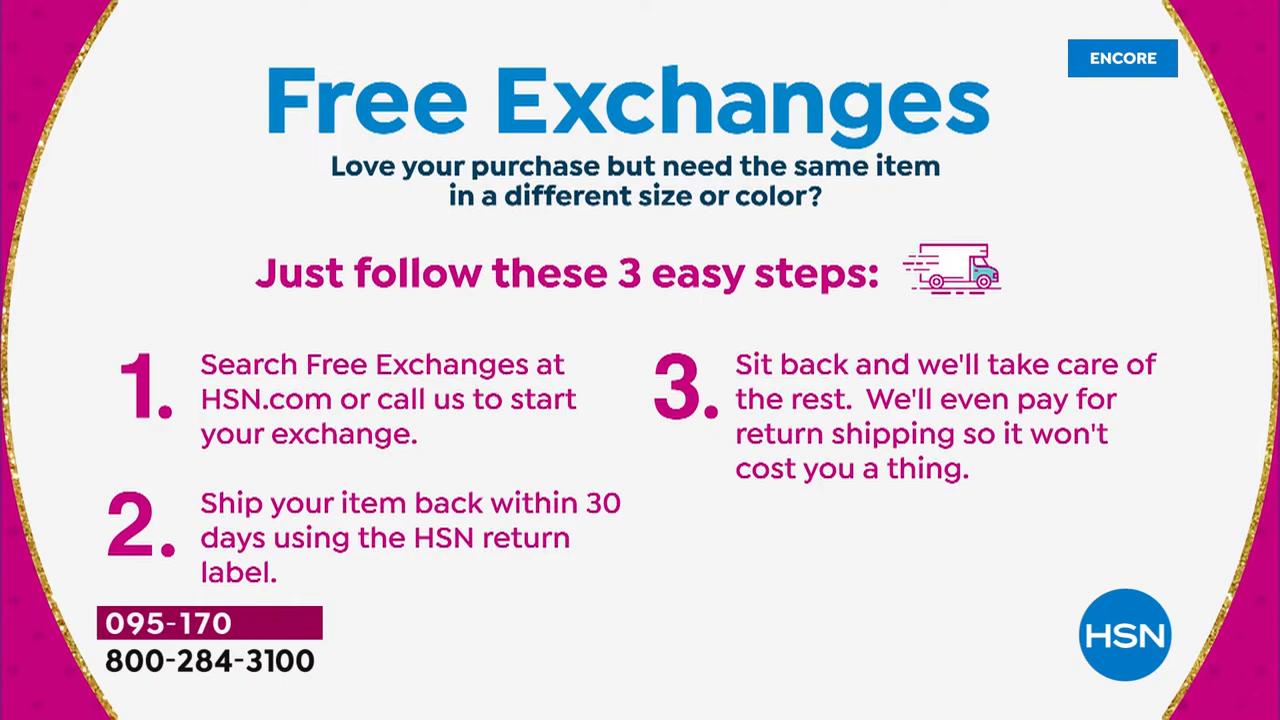 ENCORE
Free Exchanges
Love your purchase but need the same item
in a different size or color?
Just follow these 3 easy steps:
1. Search Free Exchanges at
HSN.com or call us to start
your exchange.
2. Ship your item back within 30
days using the HSN return
label.
3. Sit back and we'll take care of
the rest.  We'll even pay for
return shipping so it won't
cost you a thing.
095-170
800-284-3100
HSN